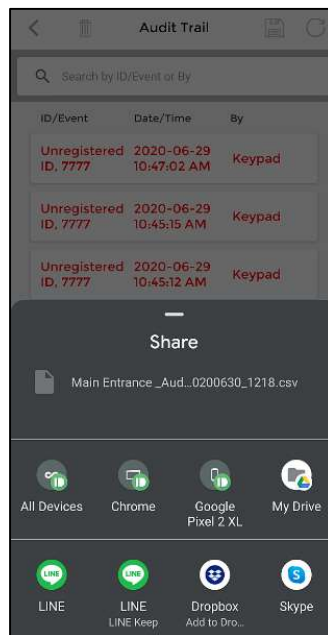 Audit Trail
Search by ID/Event or By
ID/Event Date/Time By
Unregistered 2020-06-29 Keypad
ID, 7777 10:47:02 AM
Unregistered 2020-06-29 Keypad
ID, 7777 10:45:15 AM
Unregistered 2020-06-29 Keypad
ID, 7777 10:45:12 AM
Share
Main Entrance _Aud...0200630_1218.csv
All Devices Chrome Google My Drive
Pixel 2 XL
LINE LINE Dropbox Skype
LINE Keep Add to Dro...